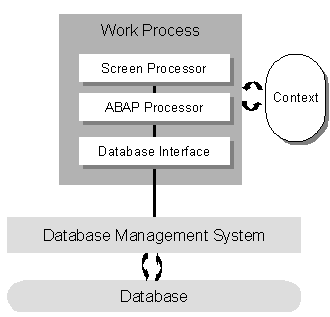 Work Process
Screen Processor
ABAP Processor
Context
Database Interface
Database Management System
Database